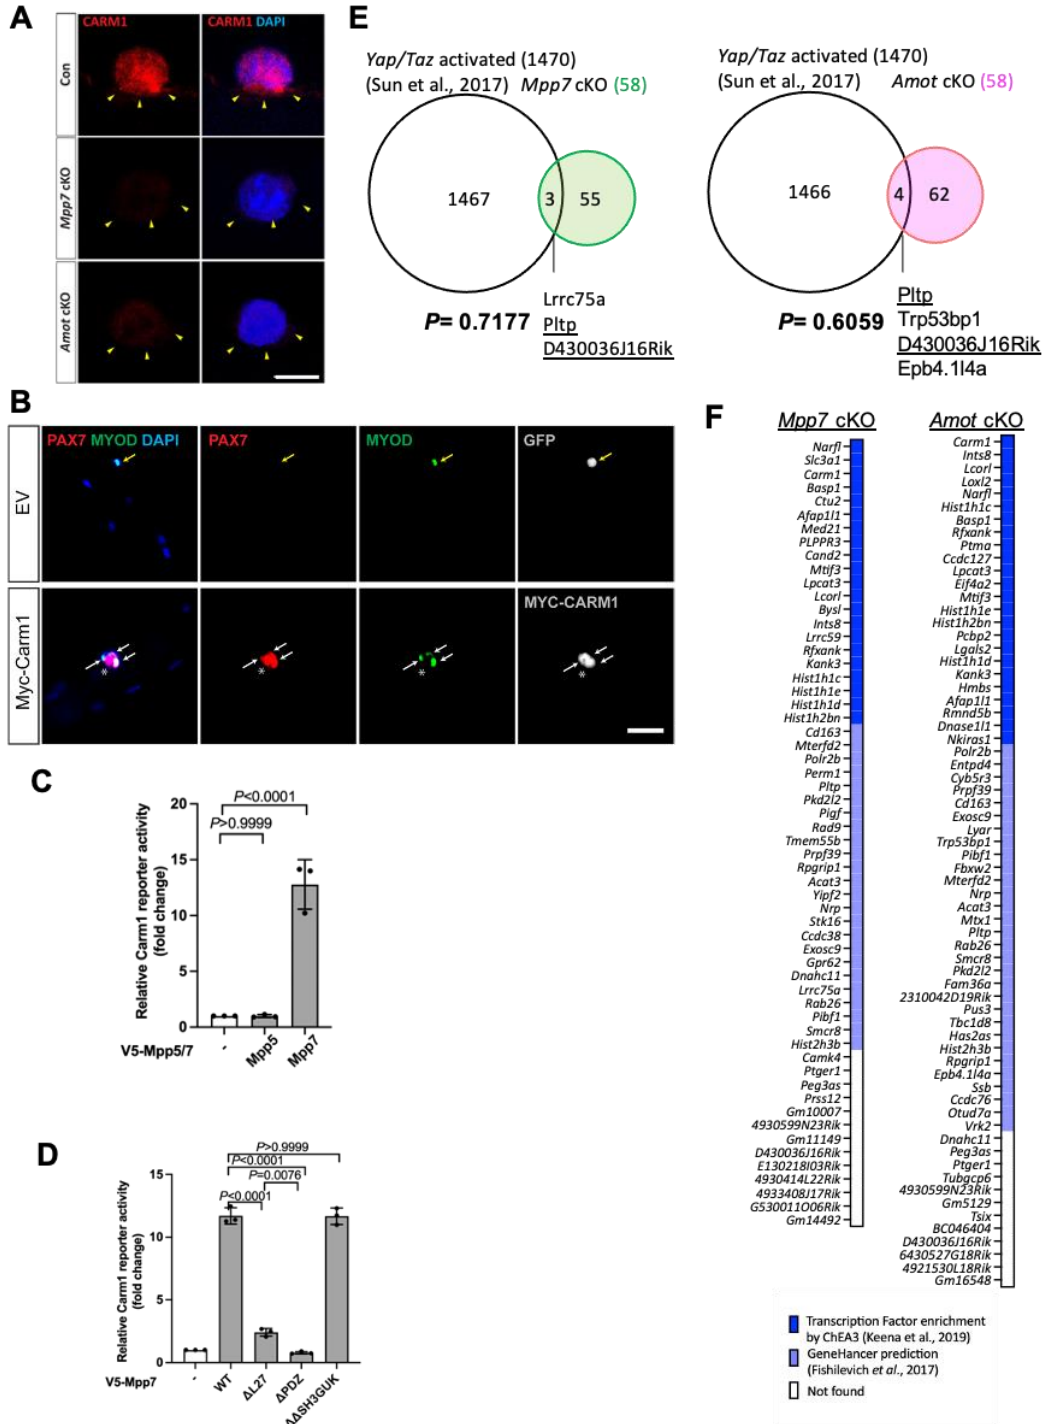 A
CARM1
CARM1 DAPI
Con
Mpp7 cKO
Amot cKO
B
PAX7 MYOD DAPI
PAX7
MYOD
GFP
EV
MYC-CARM1
Myc-Carm1
*
*
*
*
C
Relative Carm1 reporter activity
(fold change)
20
15
10
5
0
P<0.0001
P>0.9999
V5-Mpp5/7
-
Mpp5
Mpp7
D
Relative Carm1 reporter activity
(fold change)
15
10
5
0
P>0.9999
P<0.0001
P=0.0076
P<0.0001
V5-Mpp7
-
WT
ΔL27
ΔPDZ
ΔΔSH3GUK
E
Yap/Taz activated (1470)
(Sun et al., 2017)
Mpp7 cKO (58)
1467
3
55
Lrrc75a
Pltp
D430036J16Rik
P= 0.7177
Yap/Taz activated (1470)
(Sun et al., 2017)
Amot cKO (58)
1466
4
62
Pltp
Trp53bp1
D430036J16Rik
Epb4.1l4a
P= 0.6059
F
Mpp7 cKO
Narfl
Slc3a1
Carm1
Basp1
Ctu2
Afap1l1
Med21
PLPPR3
Cand2
Mtif3
Lpcat3
Lcorl
Bysl
Ints8
Lrrc59
Rfxank
Kank3
Hist1h1c
Hist1h1e
Hist1h1d
Hist1h2bn
Cd163
Mterfd2
Polr2b
Perm1
Pltp
Pkd2l2
Pigf
Rad9
Tmem55b
Prpf39
Rpgrip1
Acat3
Yipf2
Nrp
Stk16
Ccdc38
Exosc9
Gpr62
Dnahc11
Lrrc75a
Rab26
Pibf1
Smcr8
Hist2h3b
Camk4
Ptger1
Peg3as
Prss12
Gm10007
4930599N23Rik
Gm11149
D430036J16Rik
E130218I03Rik
4930414L22Rik
4933408J17Rik
G530011O06Rik
Gm14492
Amot cKO
Carm1
Ints8
Lcorl
Loxl2
Narfl
Hist1h1c
Basp1
Rfxank
Ptma
Ccdc127
Lpcat3
Eif4a2
Mtif3
Hist1h1e
Hist1h2bn
Pcbp2
Lgals2
Hist1h1d
Kank3
Hmbs
Afap1l1
Rmnd5b
Dnase1l1
Nkiras1
Polr2b
Entpd4
Cyb5r3
Prpf39
Cd163
Exosc9
Lyar
Trp53bp1
Pibf1
Fbxw2
Mterfd2
Nrp
Acat3
Mtx1
Pltp
Rab26
Smcr8
Pkd2l2
Fam36a
2310042D19Rik
Pus3
Tbc1d8
Has2as
Hist2h3b
Rpgrip1
Epb4.1l4a
Ssb
Ccdc76
Otud7a
Vrk2
Dnahc11
Peg3as
Ptger1
Tubgcp6
4930599N23Rik
Gm5129
Tsix
BC046404
D430036J16Rik
6430527G18Rik
4921530L18Rik
Gm16548
Transcription Factor enrichment
by ChEA3 (Keena et al., 2019)
GeneHancer prediction
(Fishilevich et al., 2017)
Not found